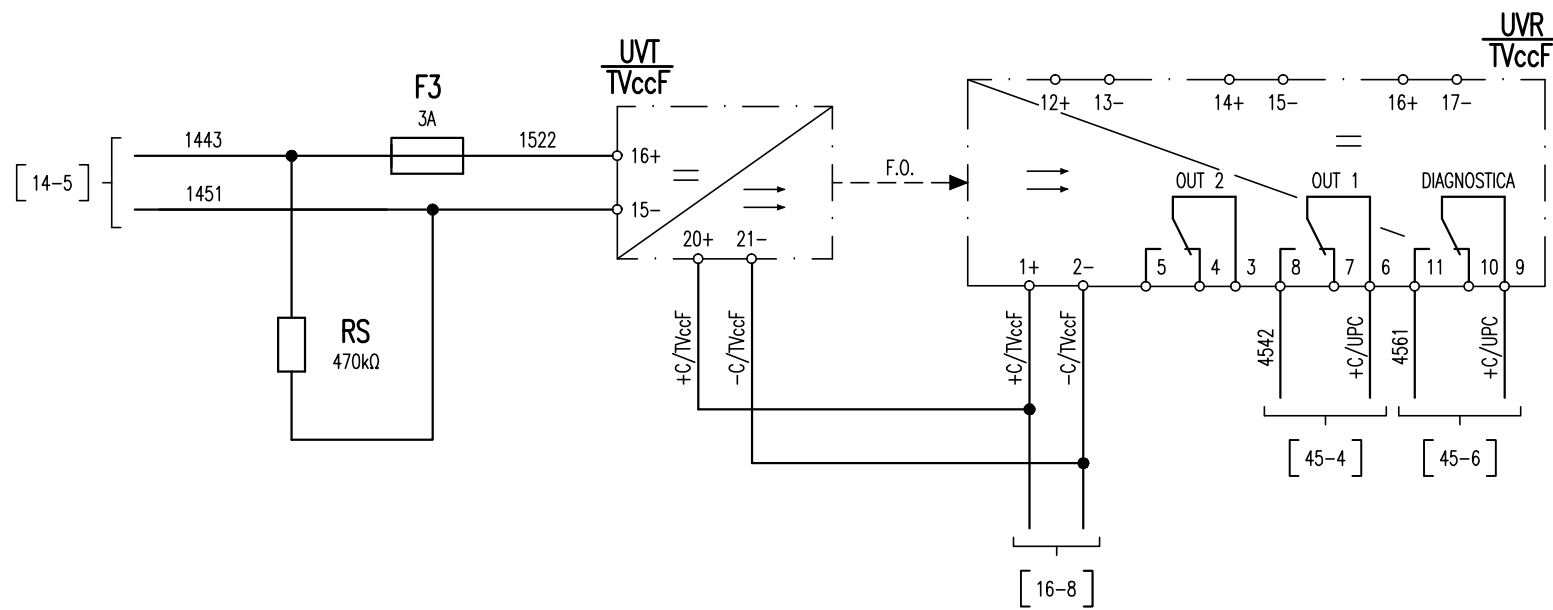 UVT
TVccF
UVR
TVccF
F3
3A
1443
1522
1451
[14-5]
16+
15-
20+
21-
F.O.
12+
13-
14+
15-
16+
17-
OUT 2
OUT 1
DIAGNOSTICA
1+
2-
5
4
3
8
7
6
11
10
9
RS
470kΩ
+C/TVccF
-C/TVccF
+C/TVccF
-C/TVccF
4542
+C/UPC
4561
+C/UPC
[45-4]
[45-6]
[16-8]